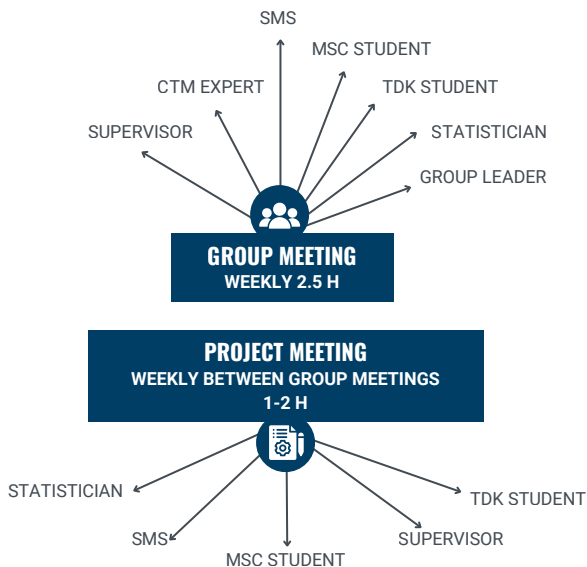 SMS
MSC STUDENT
CTM EXPERT
TDK STUDENT
SUPERVISOR
STATISTICIAN
GROUP LEADER
GROUP MEETING
WEEKLY 2.5 H
PROJECT MEETING
WEEKLY BETWEEN GROUP MEETINGS
1-2 H
STATISTICIAN
TDK STUDENT
SMS
SUPERVISOR
MSC STUDENT